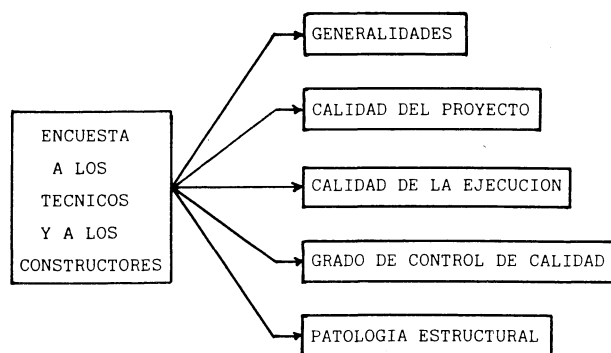 ENCUESTA
A LOS
TECNICOS
Y A LOS
CONSTRUCTORES
GENERALIDADES
CALIDAD DEL PROYECTO
CALIDAD DE LA EJECUCION
GRADO DE CONTROL DE CALIDAD
PATOLOGIA ESTRUCTURAL